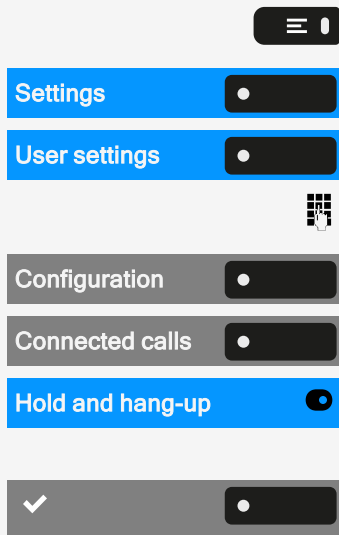 Settings
User settings
Configuration
Connected calls
Hold and hang-up